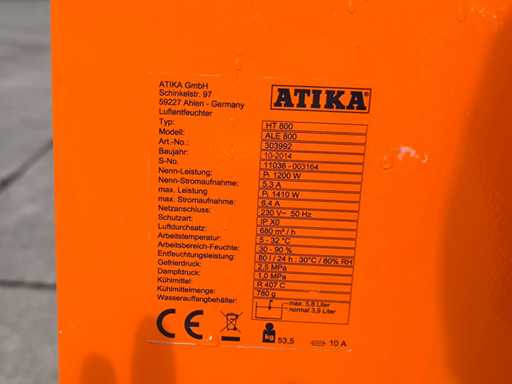 ATIKA GmbH
Schinkelstr. 97
59227 Ahlen - Germany
Luftentfeuchter
ATIKA®
Typ: HT 800
Modell: ALE 800
Art.-No.: 303992
Baujahr: 10-2014
S-No. 11036 -003164
Nenn-Leistung: P₁ 1200 W
Nenn-Stromaufnahme: 5,3 A
max. Leistung P₁ 1410 W
max. Stromaufnahme: 6,4 A
Netzanschluss: 230 V~ 50 Hz
Schutzart: IP X0
Luftdurchsatz: 680 m³ / h
Arbeitstemperatur: 5 - 32 °C
Arbeitsbereich-Feuchte: 30 - 90 %
Entfeuchtungsleistung: 80 l / 24 h : 30°C / 80% RH
Gefrierdruck: 2,5 MPa
Dampfdruck: 1,0 MPa
Kühlmittel: R 407 C
Kühlmittelmenge: 780 g
Wasserauffangbehälter: max. 5,8 Liter
normal 3,9 Liter
CE kg 53,5 10 A